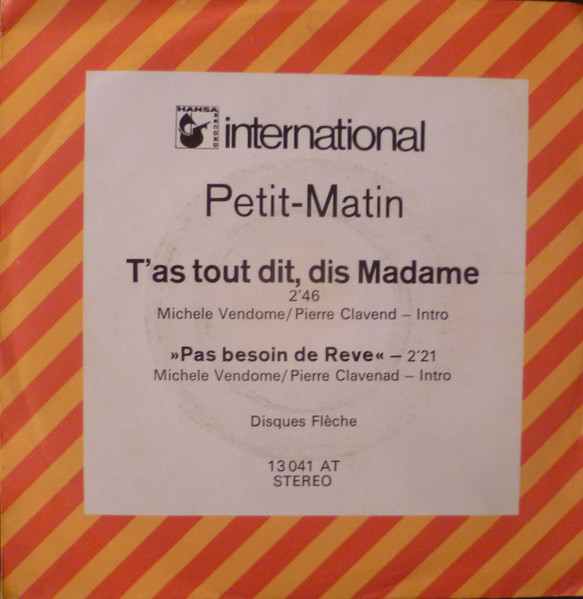 HANSA
RECORD
international
Petit-Matin
T'as tout dit, dis Madame
2'46
Michele Vendome/Pierre Clavend – Intro
»Pas besoin de Reve« – 2'21
Michele Vendome/Pierre Clavenad – Intro
Disques Flèche
13 041 AT
STEREO